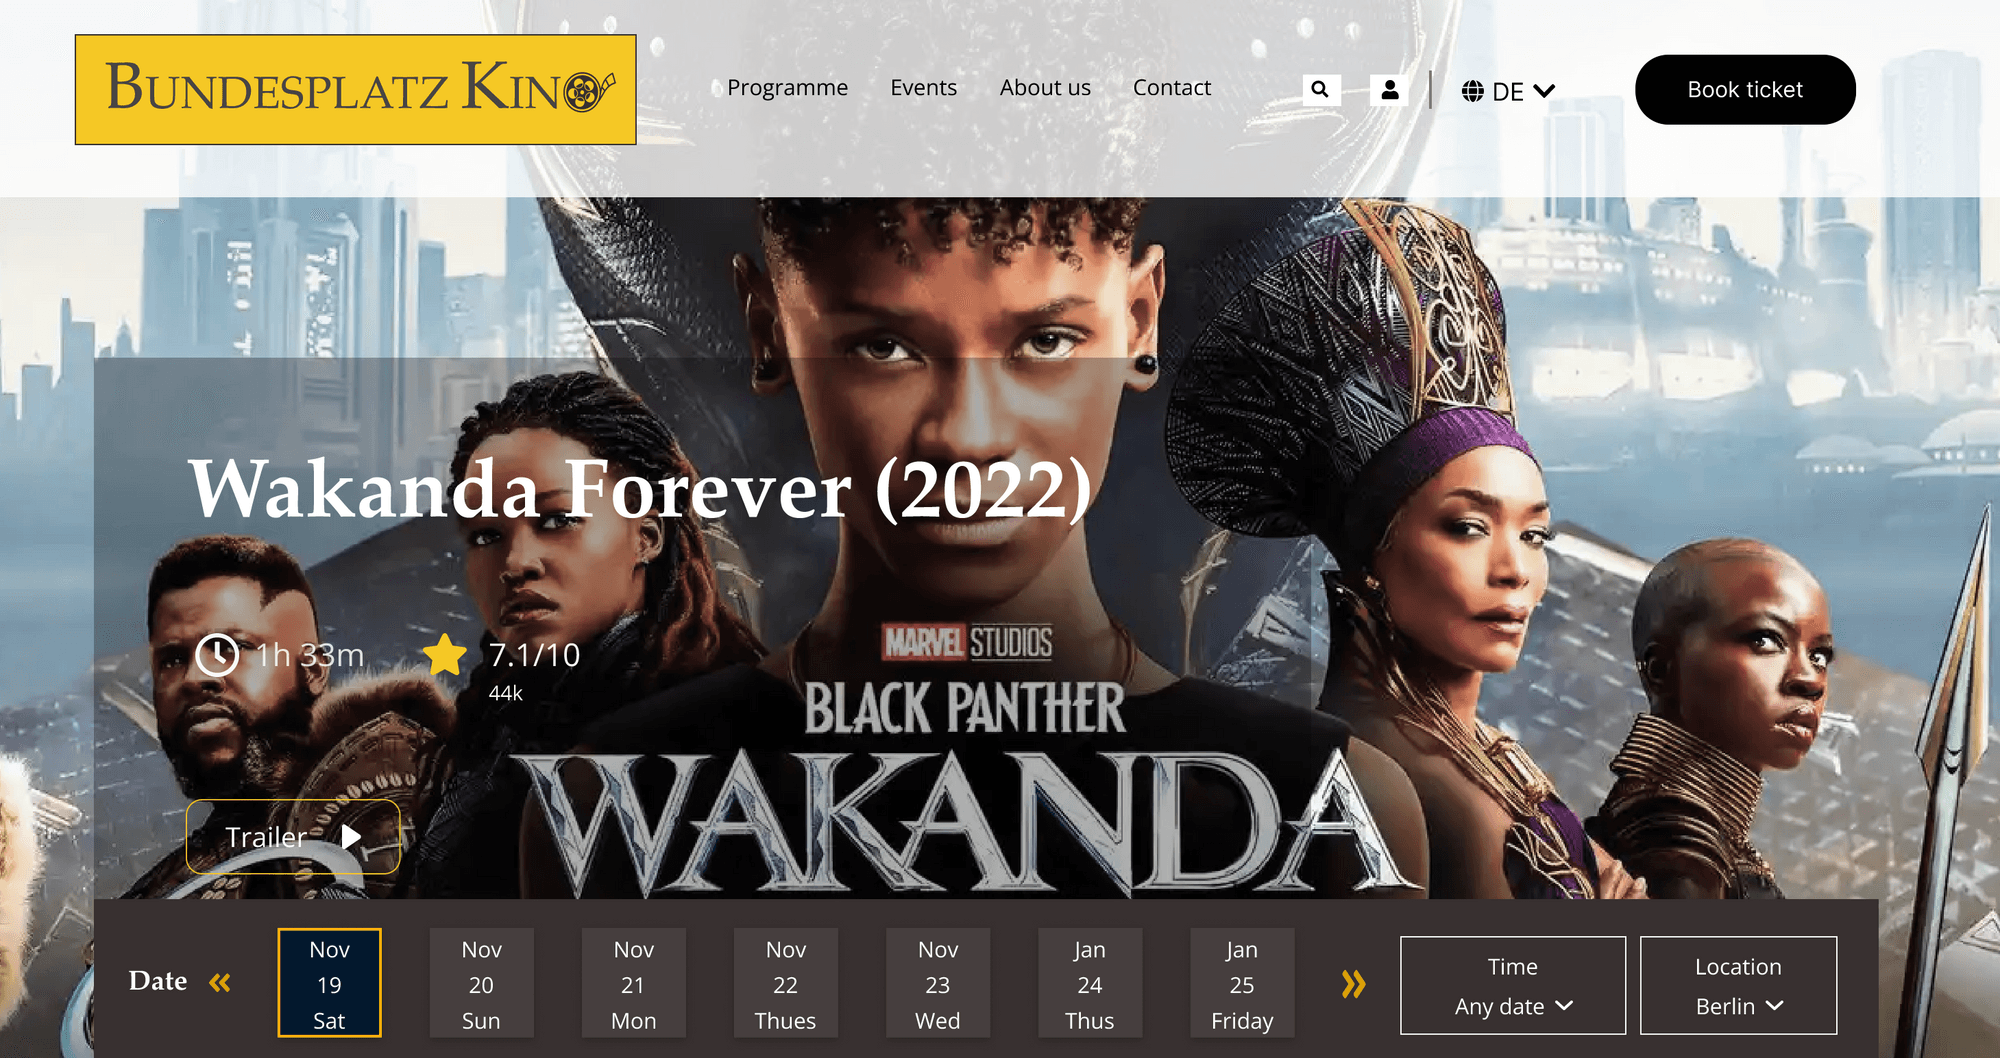 BUNDESPLATZ KINO
Programme
Events
About us
Contact
DE
Book ticket
Wakanda Forever (2022)
1h 33m
7.1/10
44k
MARVEL STUDIOS
BLACK PANTHER
WAKANDA
Trailer
Date
Nov
19
Sat
Nov
20
Sun
Nov
21
Mon
Nov
22
Thues
Nov
23
Wed
Jan
24
Thus
Jan
25
Friday
Time
Any date
Location
Berlin